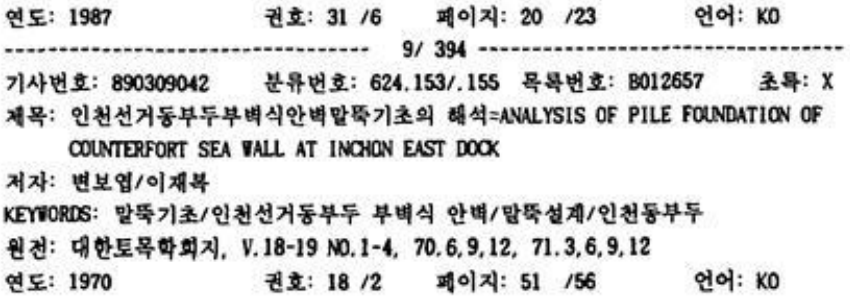 연도: 1987 권호: 31 /6 페이지: 20 /23 언어: KO
--------------------------------- 9/ 394 ---------------------------------
기사번호: 890309042 분류번호: 624.153/.155 목록번호: B012657 초록: X
제목: 인천선거동부두부벽식안벽말뚝기초의 해석=ANALYSIS OF PILE FOUNDATION OF
COUNTERFORT SEA WALL AT INCHON EAST DOCK
저자: 변보엽/이재복
KEYWORDS: 말뚝기초/인천선거동부두 부벽식 안벽/말뚝설계/인천동부두
원전: 대한토목학회지, V.18-19 NO.1-4, 70.6,9,12, 71.3,6,9,12
연도: 1970 권호: 18 /2 페이지: 51 /56 언어: KO